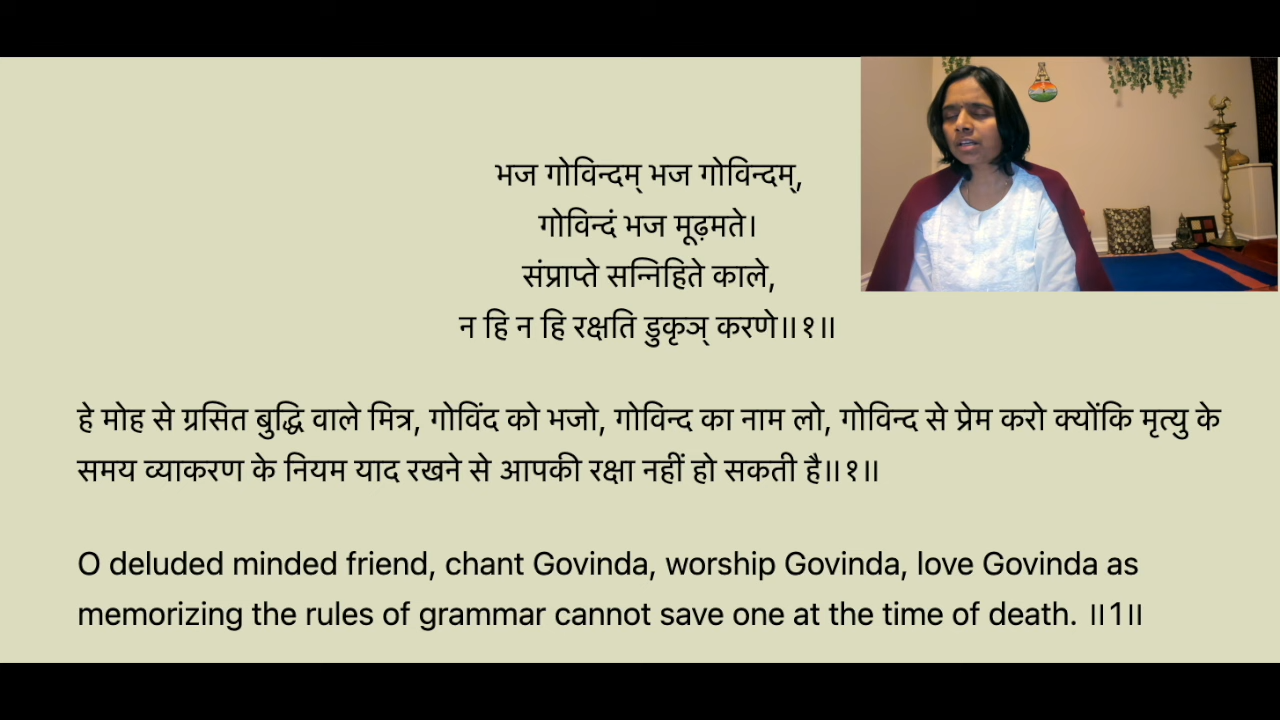 भज गोविन्दम् भज गोविन्दम्,
गोविन्दं भज मूढ़मते।
संप्राप्ते सन्निहिते काले,
न हि न हि रक्षति डुकृञ् करणे॥१॥
हे मोह से ग्रसित बुद्धि वाले मित्र, गोविंद को भजो, गोविन्द का नाम लो, गोविन्द से प्रेम करो क्योंकि मृत्यु के
समय व्याकरण के नियम याद रखने से आपकी रक्षा नहीं हो सकती है॥१॥
O deluded minded friend, chant Govinda, worship Govinda, love Govinda as
memorizing the rules of grammar cannot save one at the time of death. ॥1॥